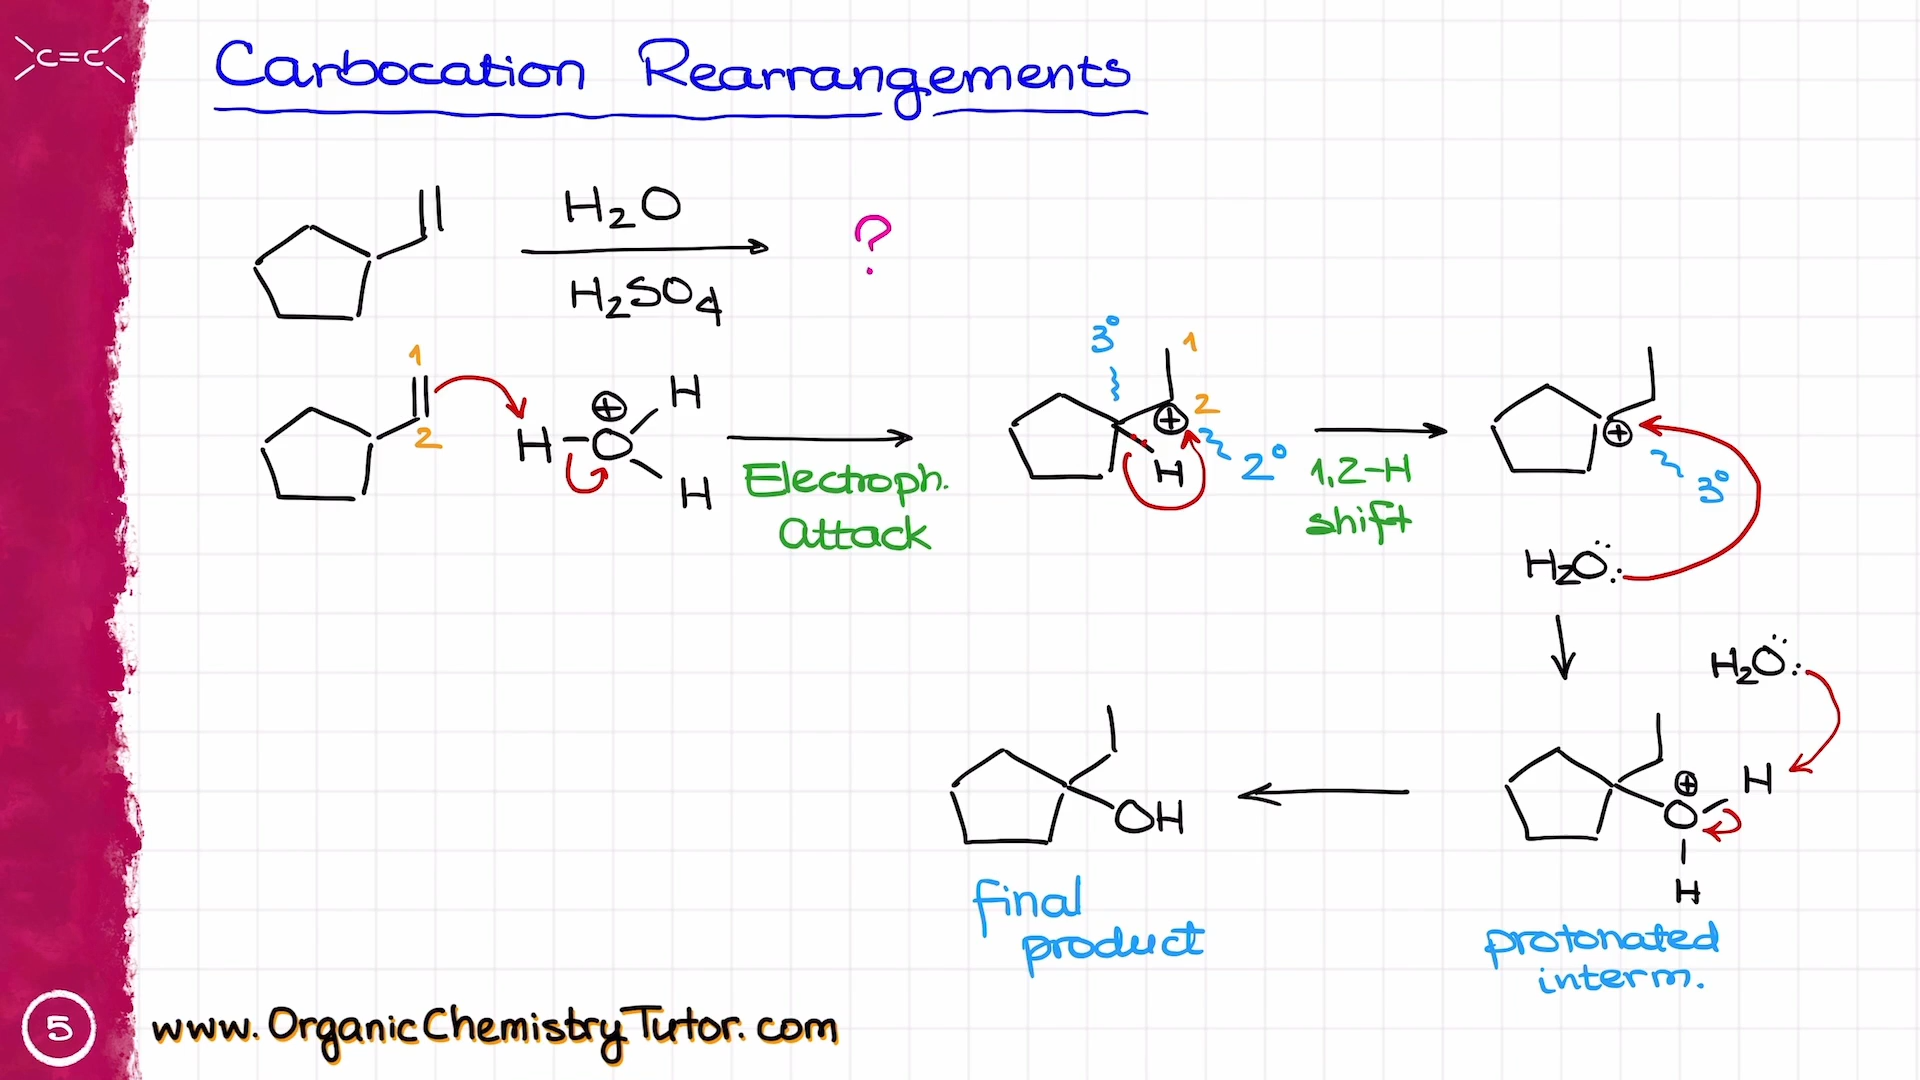 C=C
Carbocation Rearrangements
H₂O
H₂SO₄
?
1
2
H-O⊕
H
H
Electroph.
attack
3°
1
⊕
2
H
2°
1,2-H
shift
⊕
3°
H₂O:
H₂O:
OH
final
product
⊕
O
H
H
protonated
interm.
5
www.OrganicChemistryTutor.com